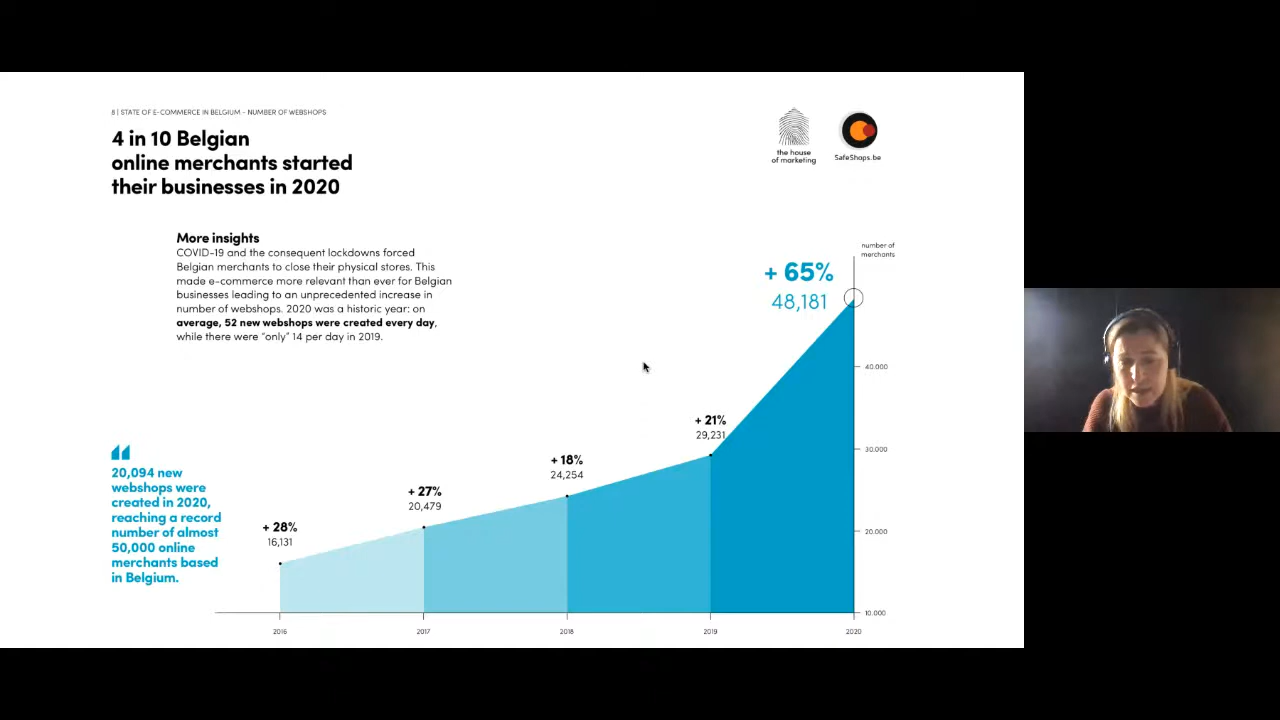 8 | STATE OF E-COMMERCE IN BELGIUM - NUMBER OF WEBSHOPS
4 in 10 Belgian
online merchants started
their businesses in 2020
the house
of marketing
SafeShops.be
More insights
COVID-19 and the consequent lockdowns forced
Belgian merchants to close their physical stores. This
made e-commerce more relevant than ever for Belgian
businesses leading to an unprecedented increase in
number of webshops. 2020 was a historic year: on
average, 52 new webshops were created every day,
while there were “only” 14 per day in 2019.
20,094 new
webshops were
created in 2020,
reaching a record
number of almost
50,000 online
merchants based
in Belgium.
number of
merchants
+ 65%
48,181
+ 21%
29,231
+ 18%
24,254
+ 27%
20,479
+ 28%
16,131
40.000
30.000
20.000
10.000
2016
2017
2018
2019
2020